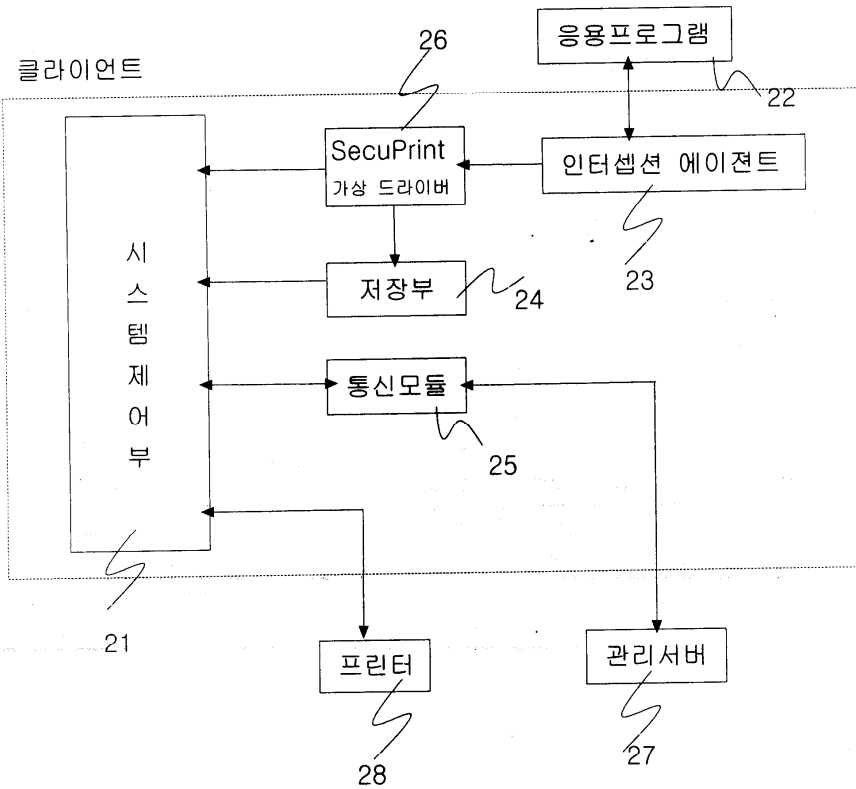 26
응용프로그램
클라이언트
22
SecuPrint
가상 드라이버
인터셉션 에이젼트
시
스
템
제
어
부
23
저장부
24
통신모듈
25
21
프린터
관리서버
27
28